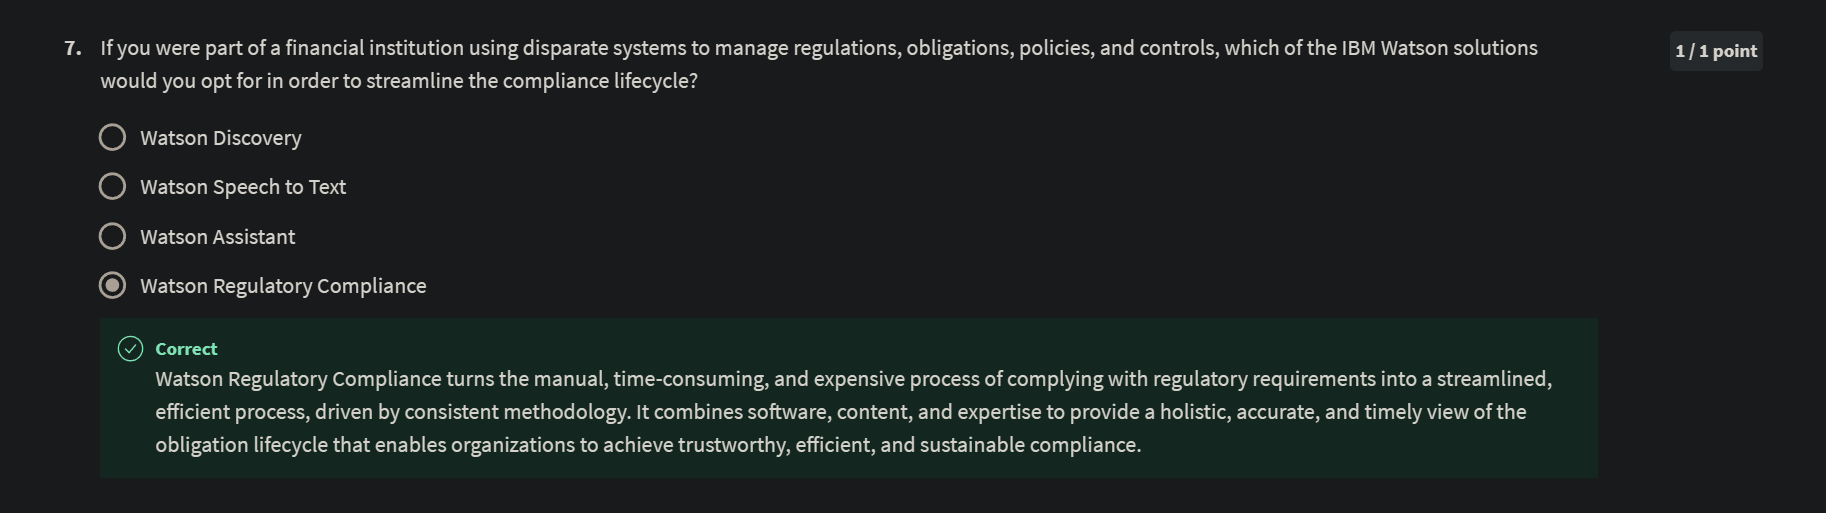 7. If you were part of a financial institution using disparate systems to manage regulations, obligations, policies, and controls, which of the IBM Watson solutions
1 / 1 point
would you opt for in order to streamline the compliance lifecycle?
Watson Discovery
Watson Speech to Text
Watson Assistant
Watson Regulatory Compliance
Correct
Watson Regulatory Compliance turns the manual, time-consuming, and expensive process of complying with regulatory requirements into a streamlined,
efficient process, driven by consistent methodology. It combines software, content, and expertise to provide a holistic, accurate, and timely view of the
obligation lifecycle that enables organizations to achieve trustworthy, efficient, and sustainable compliance.